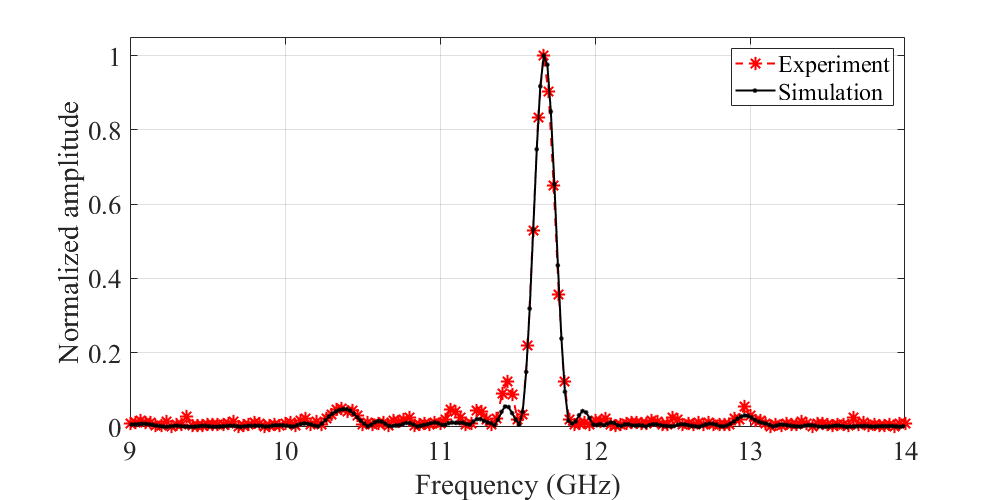 Experiment
Simulation
Normalized amplitude
1
0.8
0.6
0.4
0.2
0
9 10 11 12 13 14
Frequency (GHz)